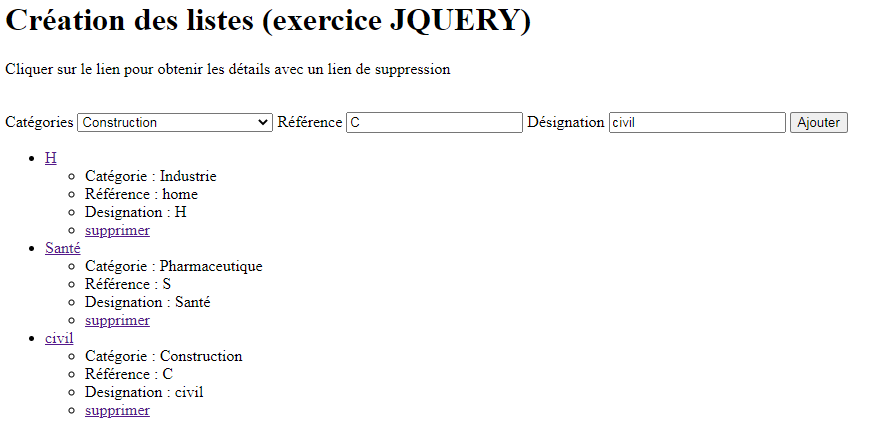 Création des listes (exercice JQUERY)
Cliquer sur le lien pour obtenir les détails avec un lien de suppression
Catégories Construction Référence C Désignation civil Ajouter
H
Catégorie : Industrie
Référence : home
Designation : H
supprimer
Santé
Catégorie : Pharmaceutique
Référence : S
Designation : Santé
supprimer
civil
Catégorie : Construction
Référence : C
Designation : civil
supprimer